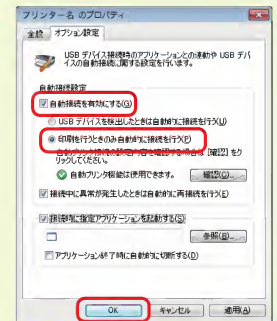 プリンター名 のプロパティ
全般 オプション設定
USB デバイス接続時のアプリケーションとの連動や USB デバ
イスの自動接続に関する設定を行います。
自動接続設定
自動接続を有効にする(G)
USB デバイスを検出したときは自動的に接続を行う(U)
印刷を行うときのみ自動的に接続を行う(P)
リックしてください。
自動プリンタ機能は使用できます。 確認(O)...
接続中に異常が発生したときは自動的に再接続を行う(E)
接続時に指定アプリケーションを起動する(S)
参照(B)...
アプリケーション終了時に自動的に切断する(D)
OK キャンセル 適用(A)